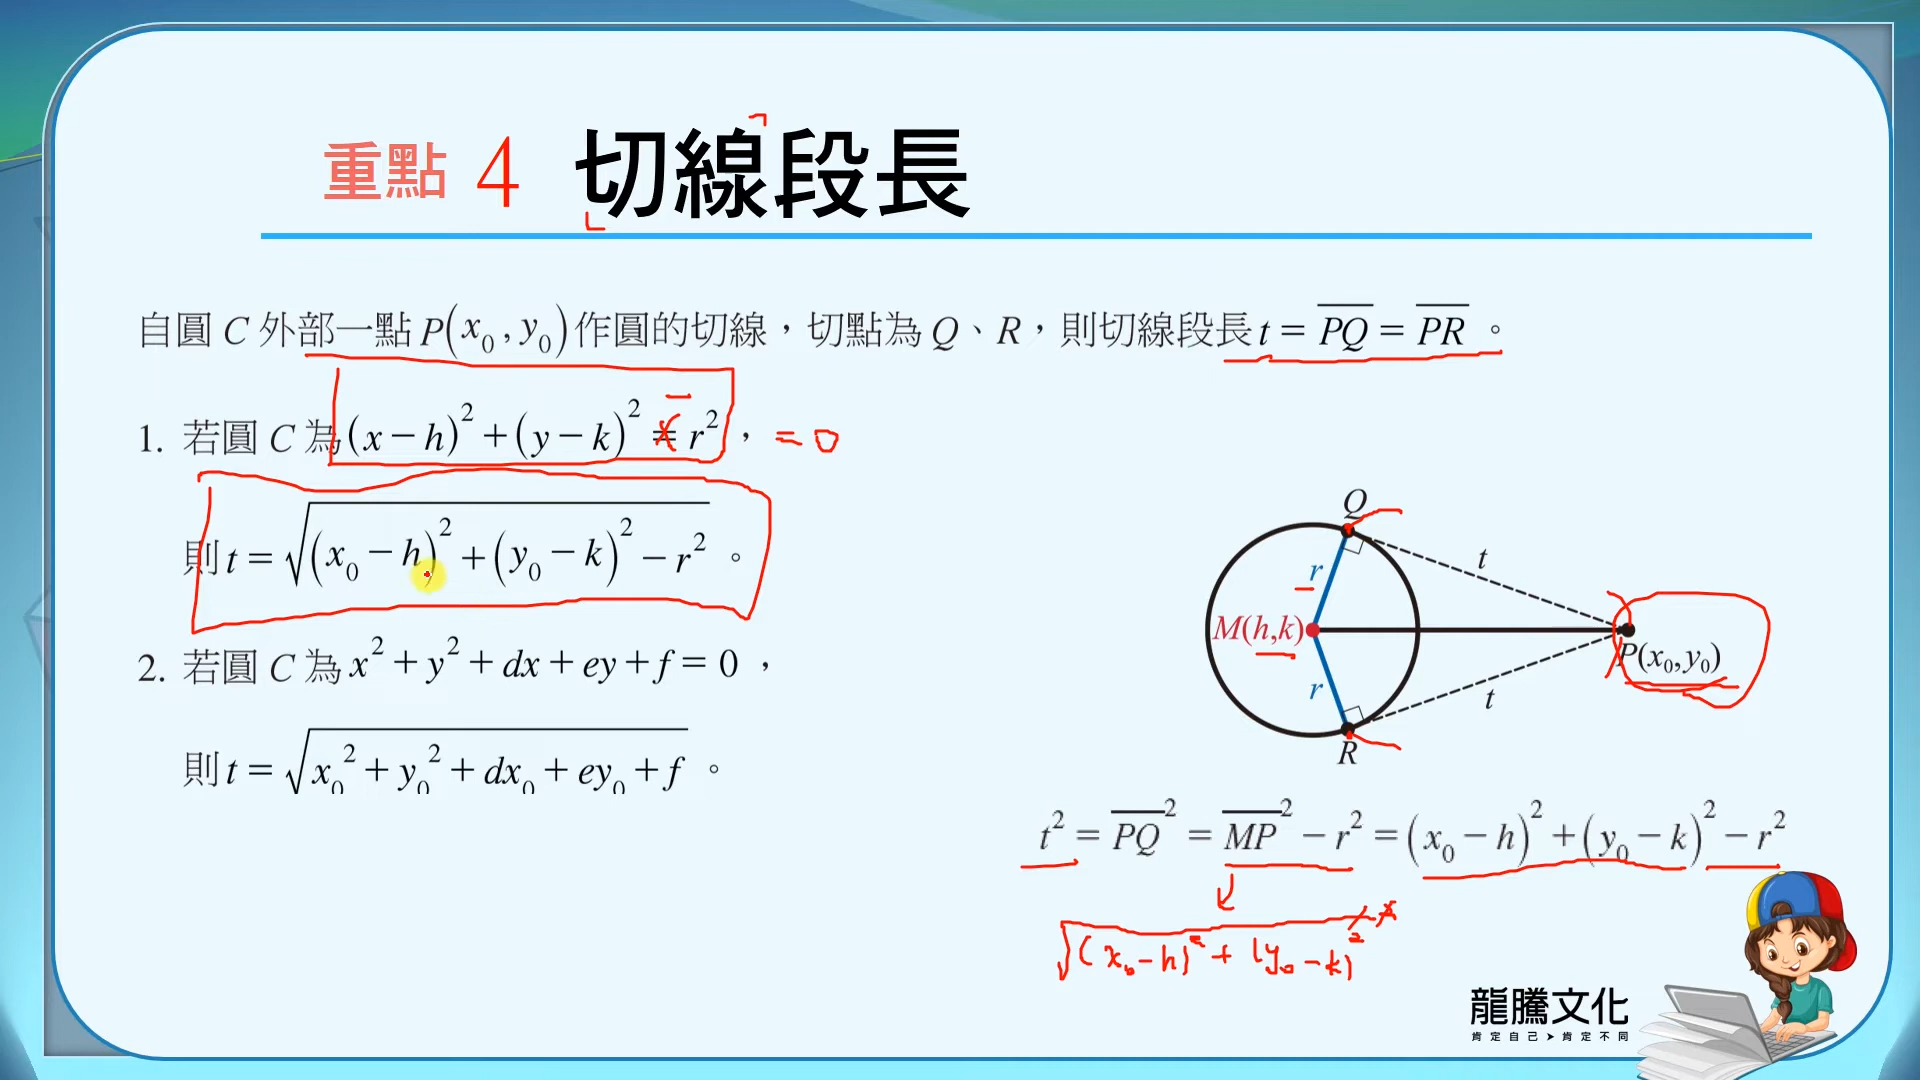 重點 4 切線段長
自圓 C 外部一點 P(x₀, y₀) 作圓的切線，切點為 Q、R，則切線段長 t = P̅Q̅ = P̅R̅ 。
1. 若圓 C 為 (x − h)² + (y − k)² = r² ， = 0
則 t = √((x₀ − h)² + (y₀ − k)² − r²) 。
2. 若圓 C 為 x² + y² + dx + ey + f = 0 ，
則 t = √(x₀² + y₀² + dx₀ + ey₀ + f) 。
Q
t
r
M(h,k)
P(x₀,y₀)
r
t
R
t² = P̅Q̅² = M̅P̅² − r² = (x₀ − h)² + (y₀ − k)² − r²
√((x₀ − h)² + (y₀ − k)²)
龍騰文化
肯定自己➤肯定不同